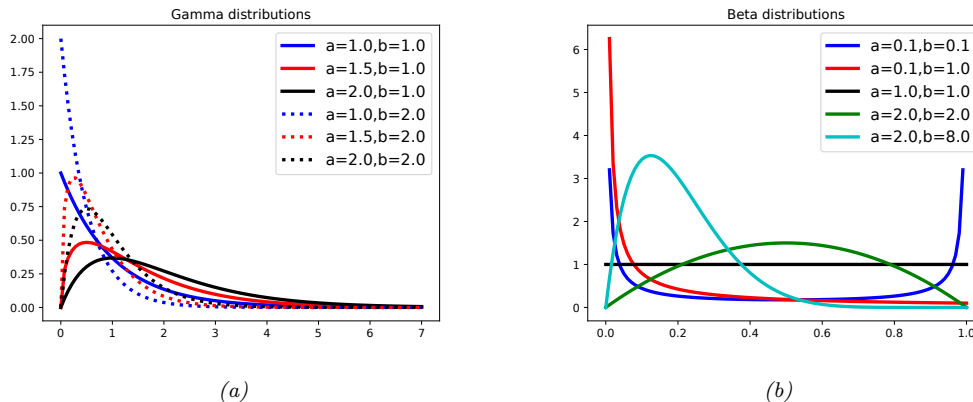 Gamma distributions
2.00
1.75
1.50
1.25
1.00
0.75
0.50
0.25
0.00
0 1 2 3 4 5 6 7
a=1.0,b=1.0
a=1.5,b=1.0
a=2.0,b=1.0
a=1.0,b=2.0
a=1.5,b=2.0
a=2.0,b=2.0
(a)
Beta distributions
6
5
4
3
2
1
0
0.0 0.2 0.4 0.6 0.8 1.0
a=0.1,b=0.1
a=0.1,b=1.0
a=1.0,b=1.0
a=2.0,b=2.0
a=2.0,b=8.0
(b)